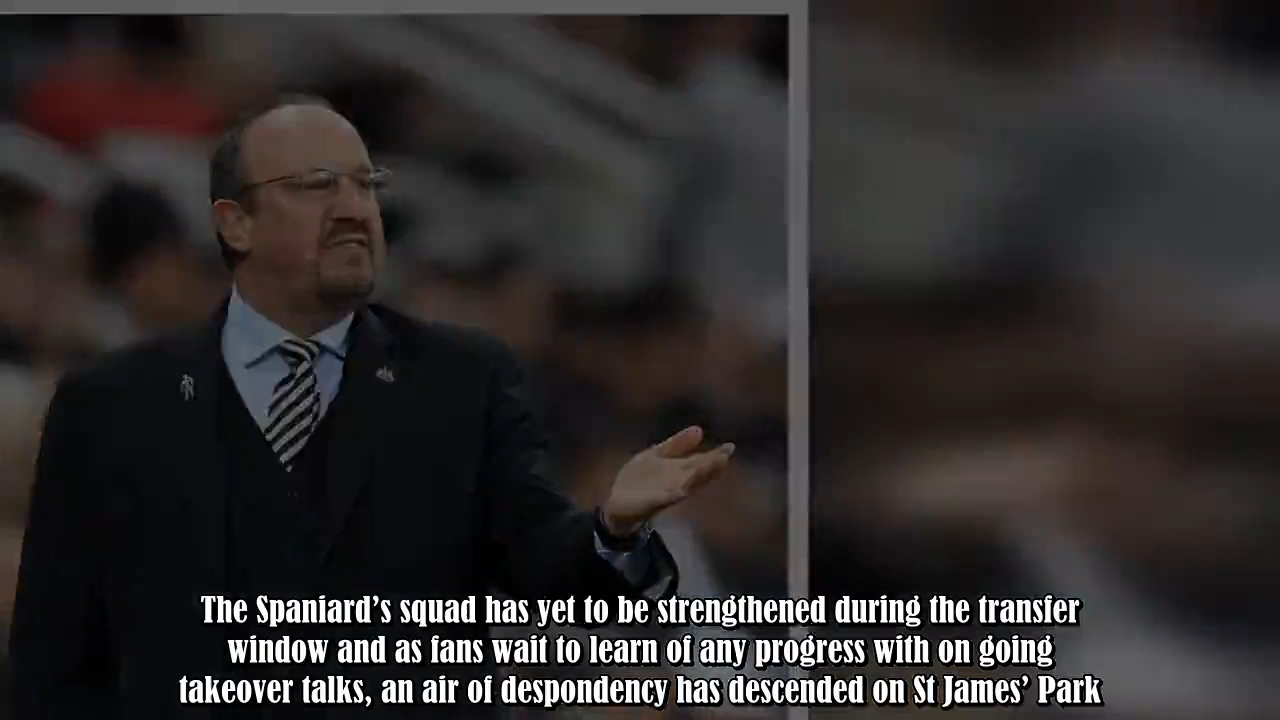 The Spaniard’s squad has yet to be strengthened during the transfer
window and as fans wait to learn of any progress with on going
takeover talks, an air of despondency has descended on St James’ Park